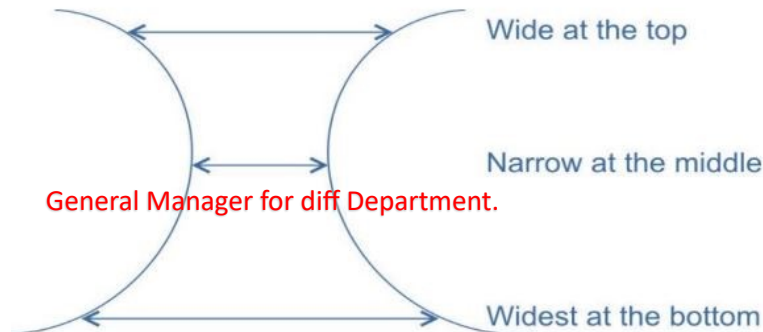 Wide at the top
Narrow at the middle
General Manager for diff Department.
Widest at the bottom